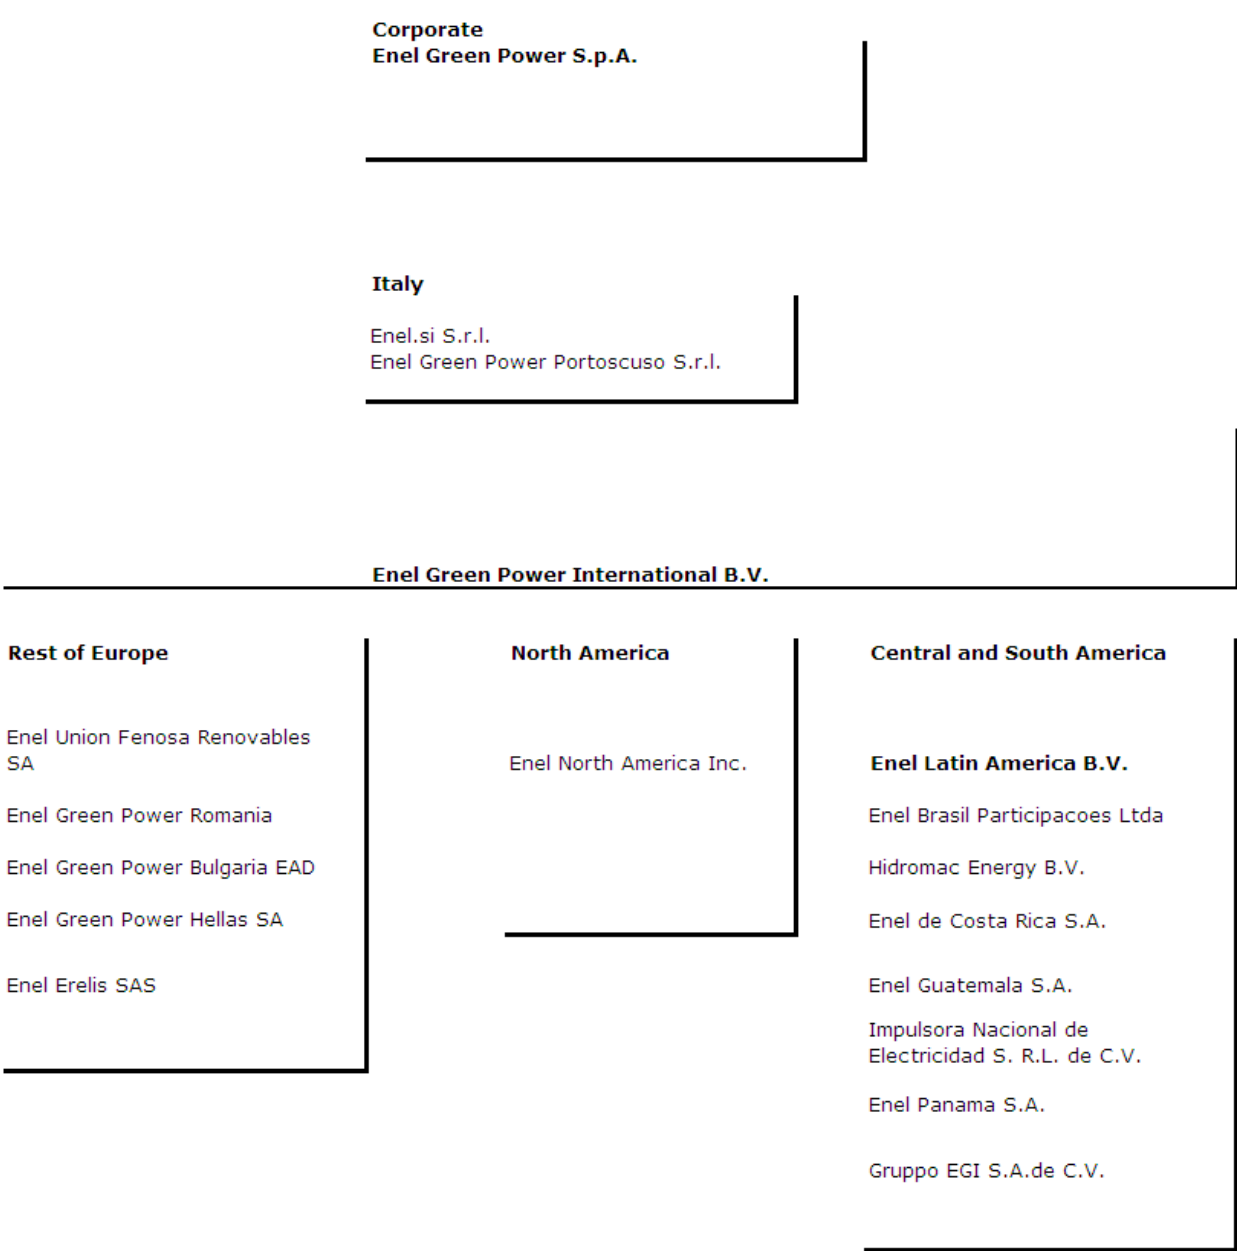 Corporate
Enel Green Power S.p.A.
Italy
Enel.si S.r.l.
Enel Green Power Portoscuso S.r.l.
Enel Green Power International B.V.
Rest of Europe
Enel Union Fenosa Renovables
SA
Enel Green Power Romania
Enel Green Power Bulgaria EAD
Enel Green Power Hellas SA
Enel Erelis SAS
North America
Enel North America Inc.
Central and South America
Enel Latin America B.V.
Enel Brasil Participacoes Ltda
Hidromac Energy B.V.
Enel de Costa Rica S.A.
Enel Guatemala S.A.
Impulsora Nacional de
Electricidad S. R.L. de C.V.
Enel Panama S.A.
Gruppo EGI S.A.de C.V.